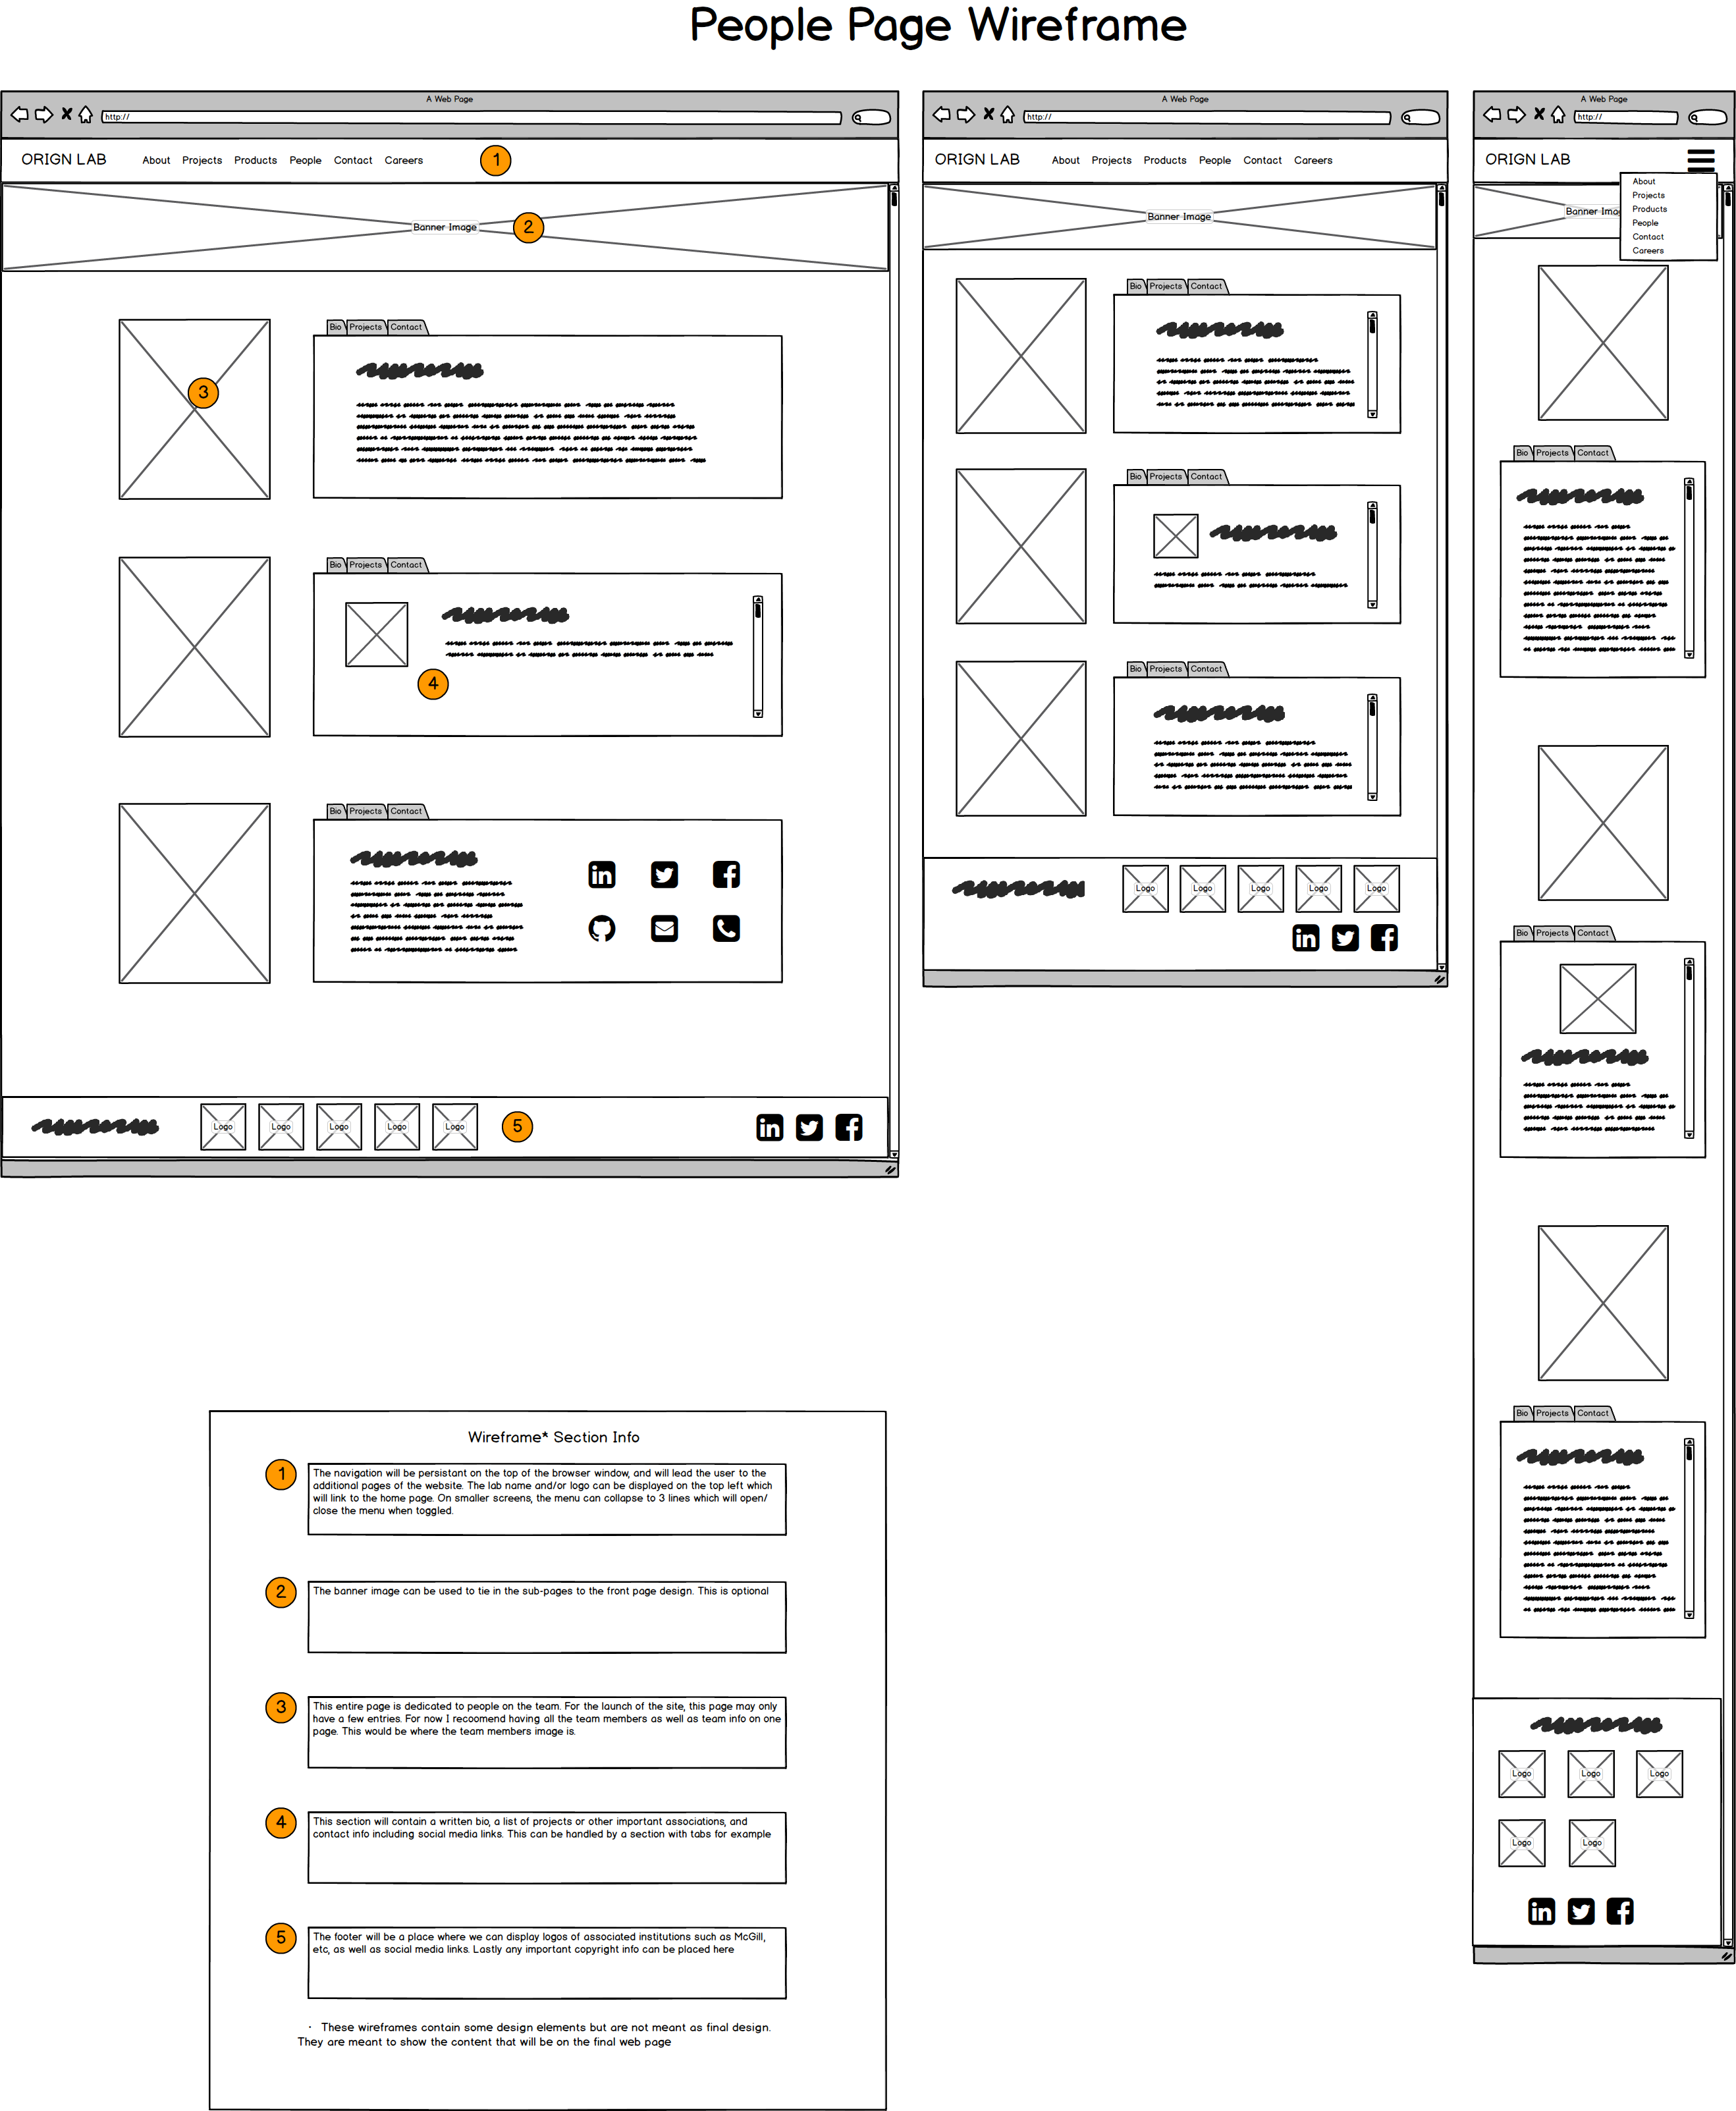 People Page Wireframe
A Web Page
http://
ORIGN LAB About Projects Products People Contact Careers 1
Banner Image 2
3
Bio Projects Contact
Bio Projects Contact
4
Bio Projects Contact
Logo Logo Logo Logo Logo 5
A Web Page
http://
ORIGN LAB About Projects Products People Contact Careers
Banner Image
Bio Projects Contact
Bio Projects Contact
Bio Projects Contact
Logo Logo Logo Logo Logo
A Web Page
http://
ORIGN LAB
About
Projects
Products
People
Contact
Careers
Banner Imag
Bio Projects Contact
Bio Projects Contact
Bio Projects Contact
Logo Logo Logo
Logo Logo
Wireframe* Section Info
1
The navigation will be persistant on the top of the browser window, and will lead the user to the
additional pages of the website. The lab name and/or logo can be displayed on the top left which
will link to the home page. On smaller screens, the menu can collapse to 3 lines which will open/
close the menu when toggled.
2
The banner image can be used to tie in the sub-pages to the front page design. This is optional
3
This entire page is dedicated to people on the team. For the launch of the site, this page may only
have a few entries. For now I recoomend having all the team members as well as team info on one
page. This would be where the team members image is.
4
This section will contain a written bio, a list of projects or other important associations, and
contact info including social media links. This can be handled by a section with tabs for example
5
The footer will be a place where we can display logos of associated institutions such as McGill,
etc, as well as social media links. Lastly any important copyright info can be placed here
· These wireframes contain some design elements but are not meant as final design.
They are meant to show the content that will be on the final web page